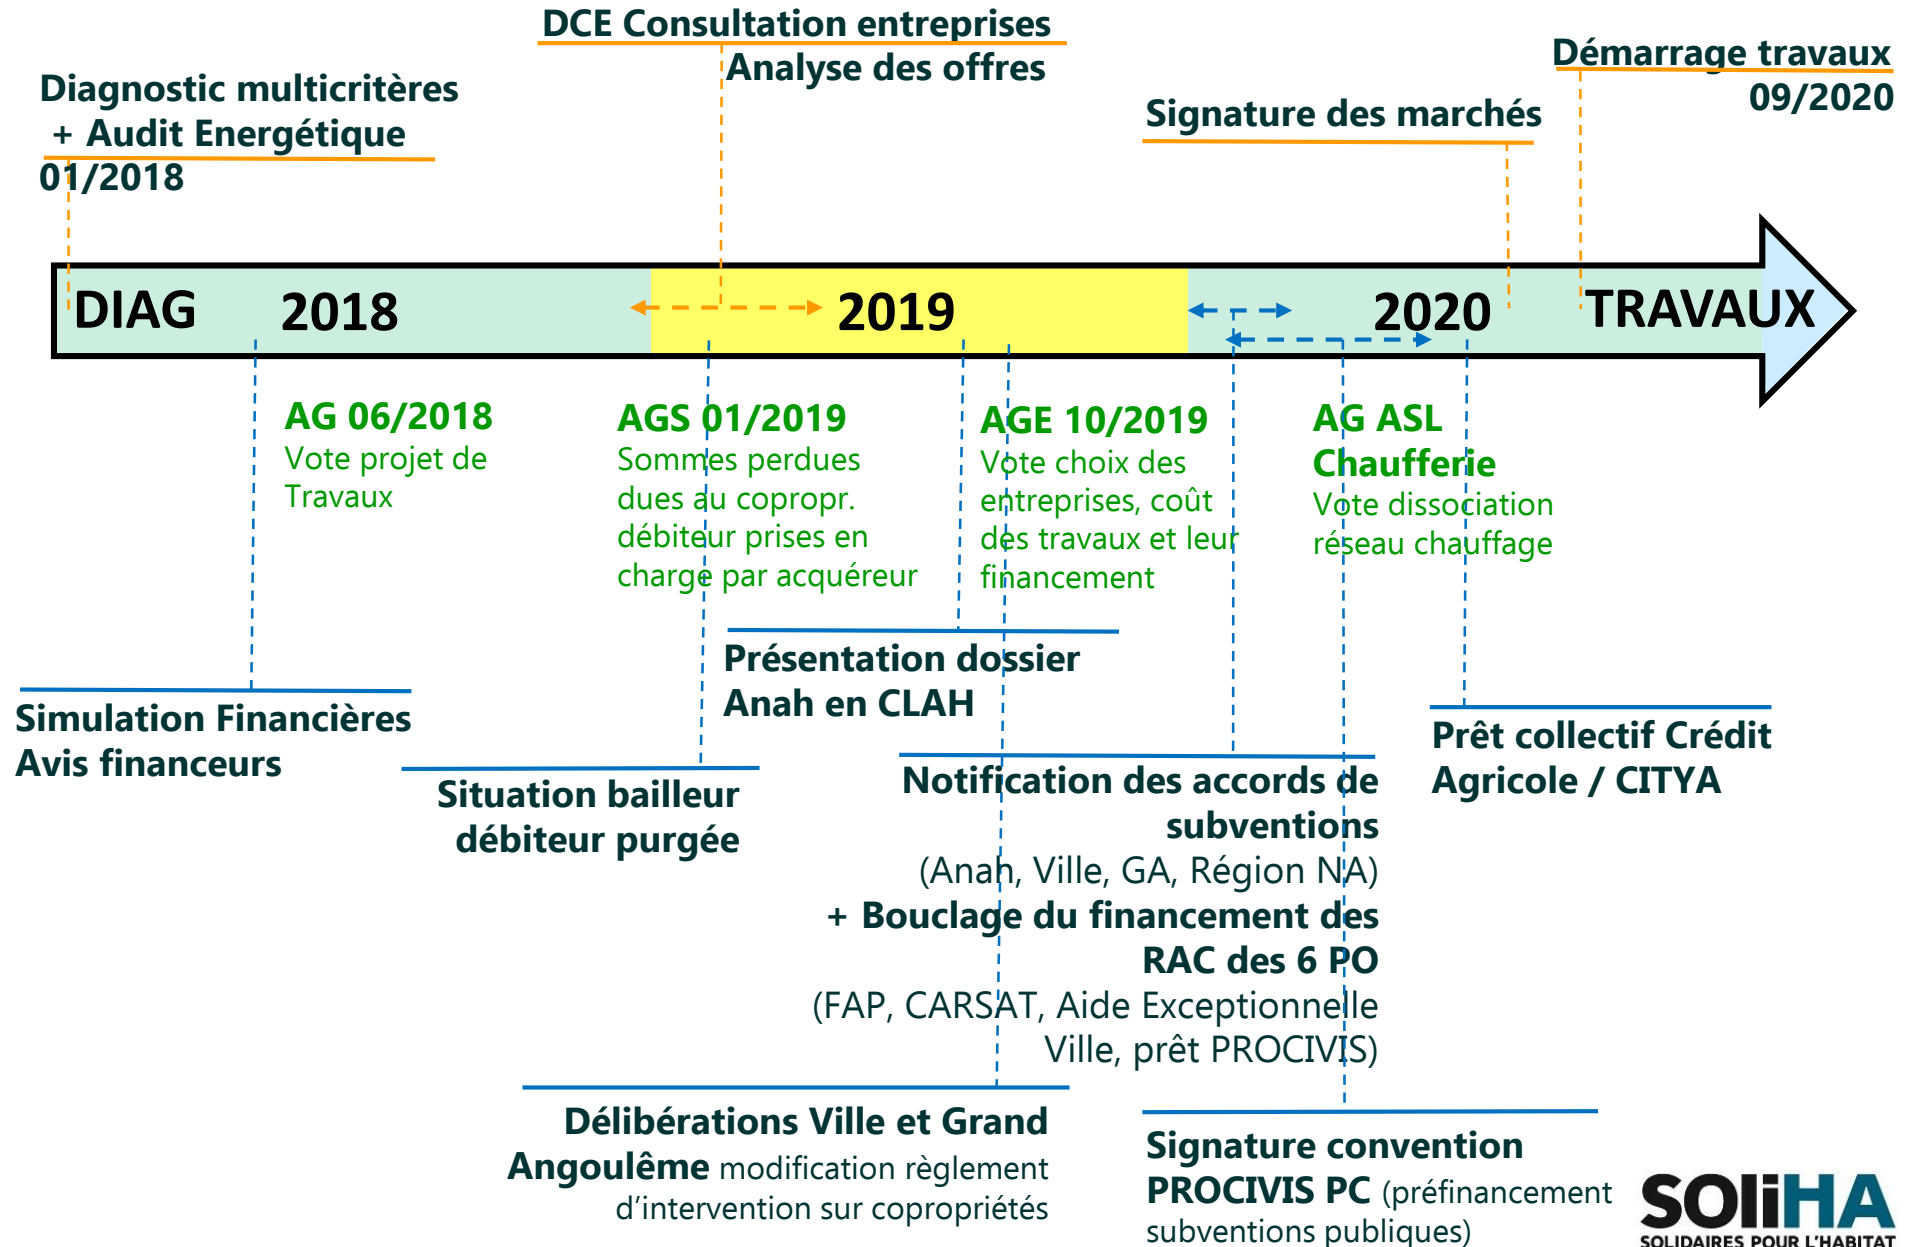 DCE Consultation entreprises
Analyse des offres
Démarrage travaux
09/2020
Diagnostic multicritères
+ Audit Energétique
01/2018
Signature des marchés
DIAG 2018 2019 2020 TRAVAUX
AG 06/2018
Vote projet de
Travaux
AGS 01/2019
Sommes perdues
dues au copropr.
débiteur prises en
charge par acquéreur
AGE 10/2019
Vote choix des
entreprises, coût
des travaux et leur
financement
AG ASL
Chaufferie
Vote dissociation
réseau chauffage
Présentation dossier
Anah en CLAH
Simulation Financières
Avis financeurs
Situation bailleur
débiteur purgée
Notification des accords de
subventions
(Anah, Ville, GA, Région NA)
+ Bouclage du financement des
RAC des 6 PO
(FAP, CARSAT, Aide Exceptionnelle
Ville, prêt PROCIVIS)
Prêt collectif Crédit
Agricole / CITYA
Délibérations Ville et Grand
Angoulême modification règlement
d’intervention sur copropriétés
Signature convention
PROCIVIS PC (préfinancement
subventions publiques)
SOliHA
SOLIDAIRES POUR L'HABITAT